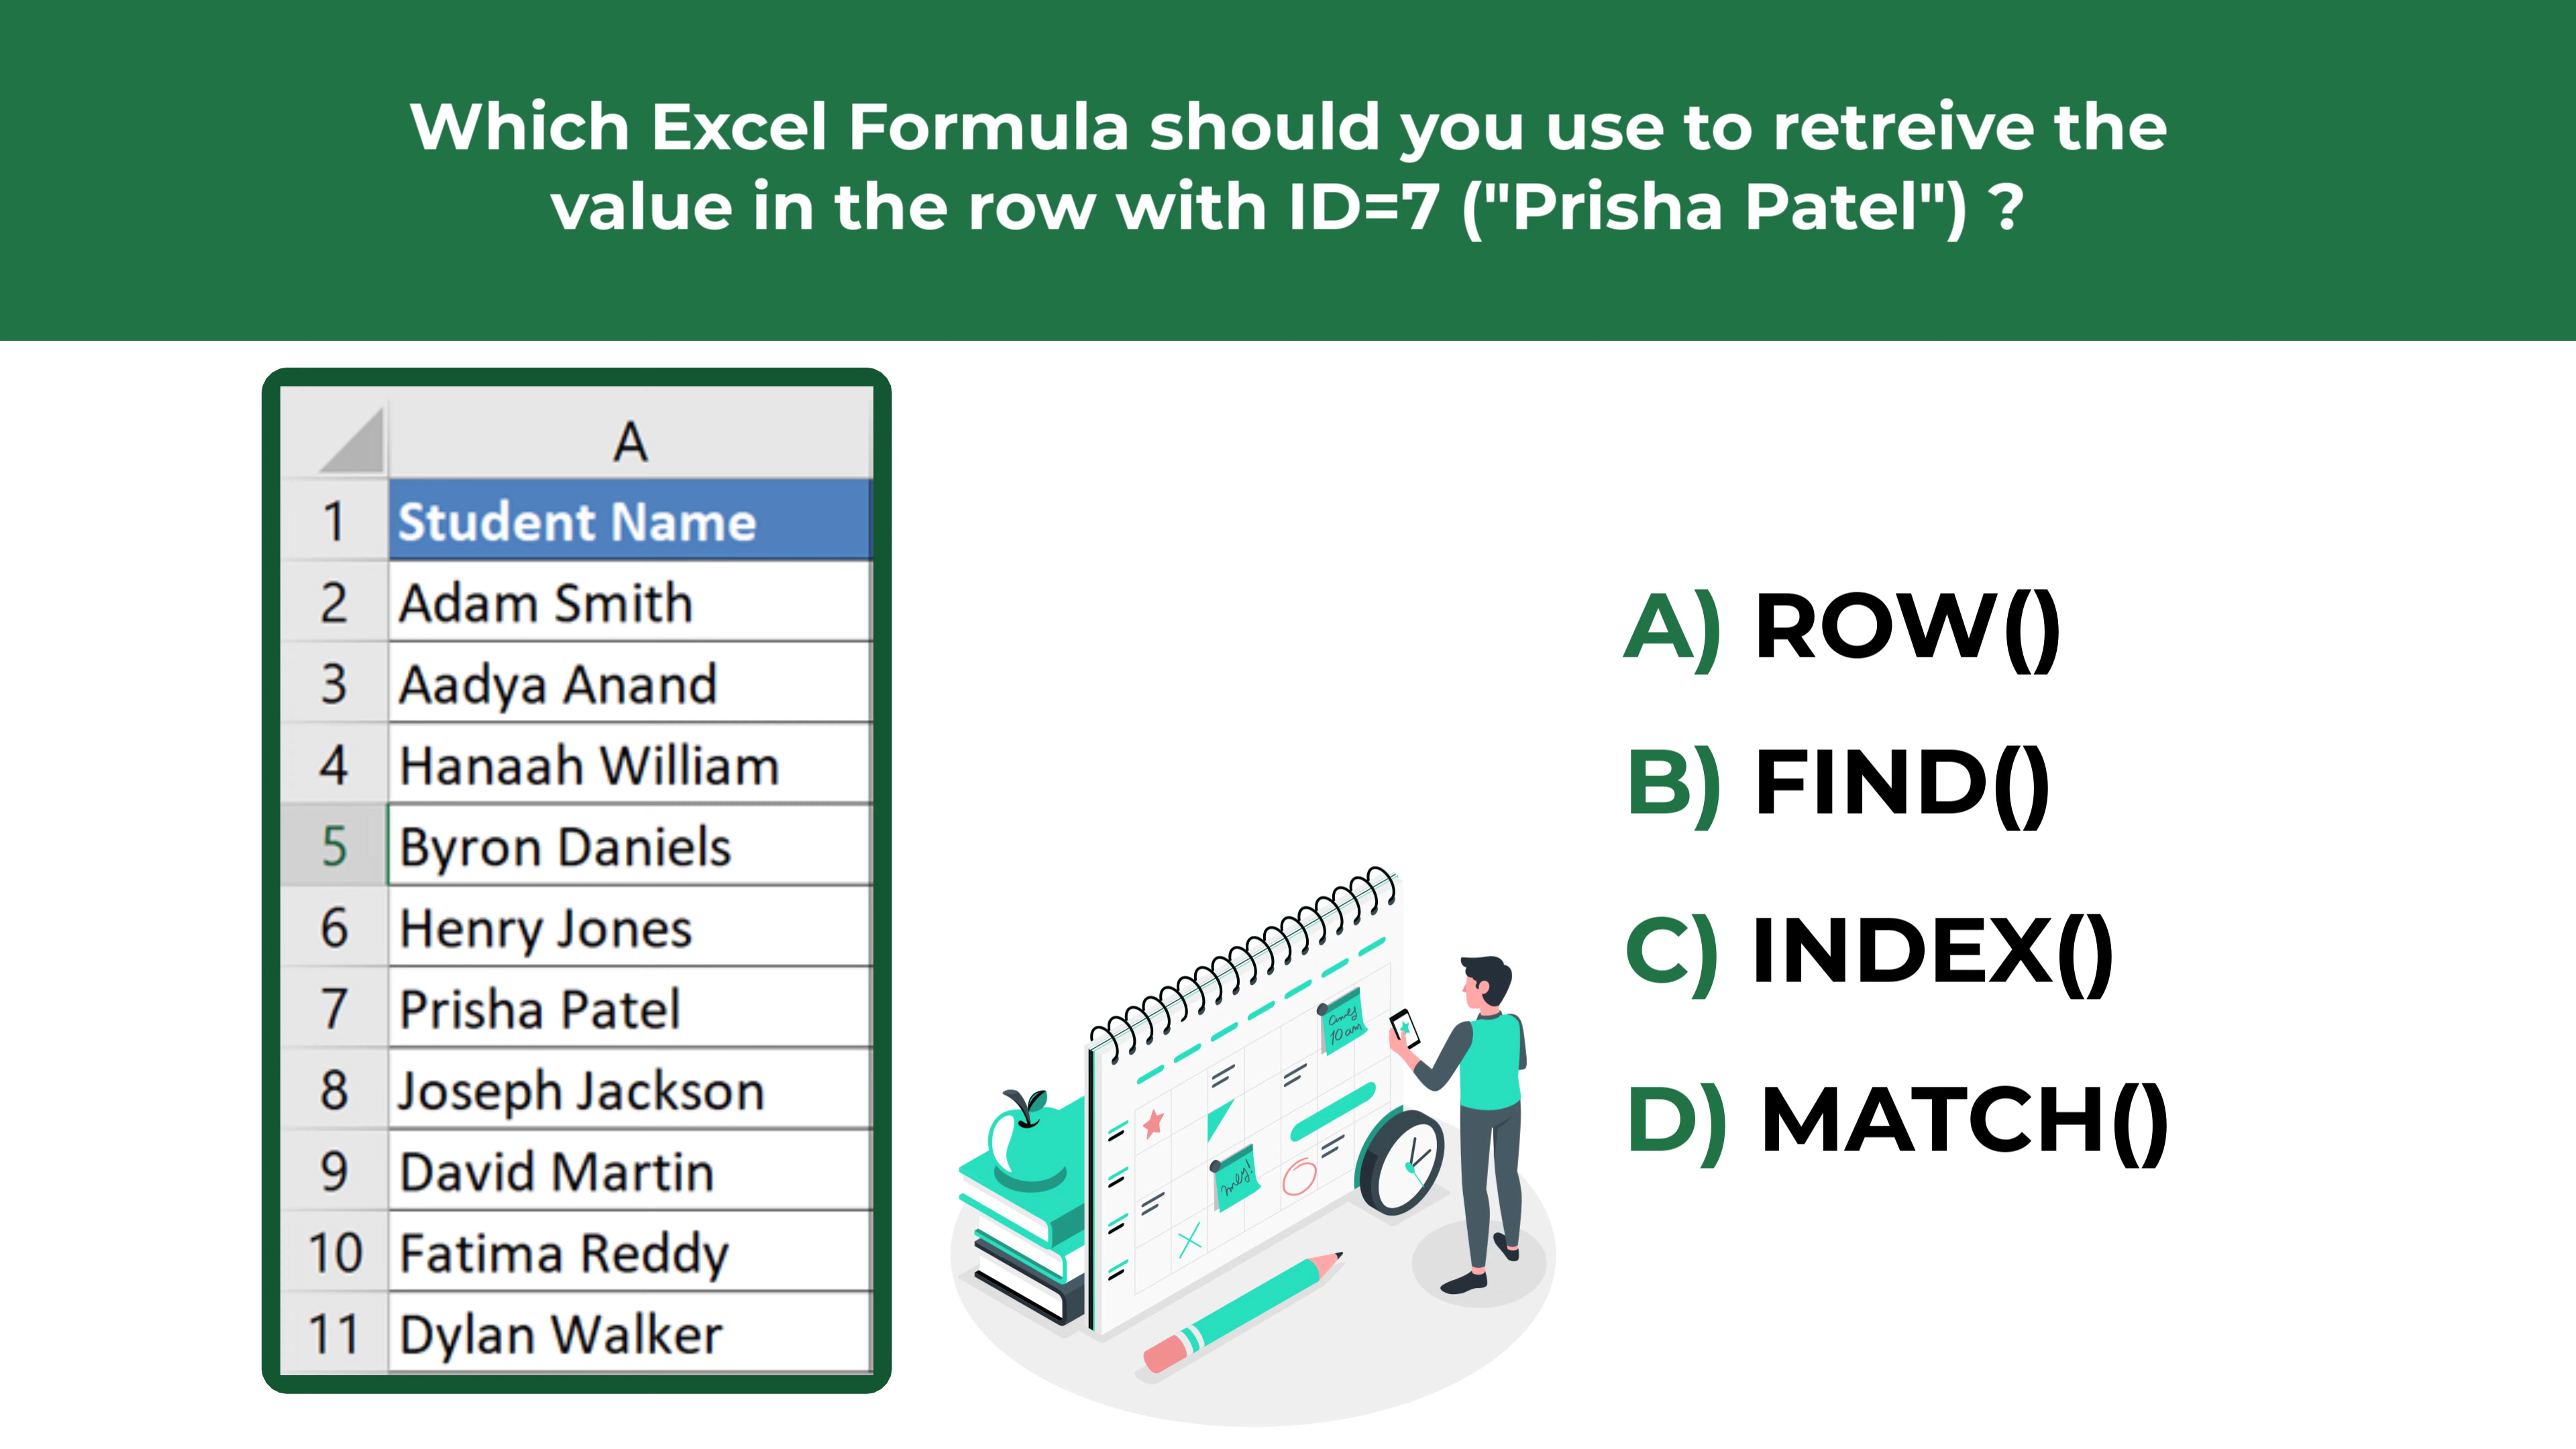 Which Excel Formula should you use to retreive the
value in the row with ID=7 ("Prisha Patel") ?
A
1 Student Name
2 Adam Smith
3 Aadya Anand
4 Hanaah William
5 Byron Daniels
6 Henry Jones
7 Prisha Patel
8 Joseph Jackson
9 David Martin
10 Fatima Reddy
11 Dylan Walker
10 am
A) ROW()
B) FIND()
C) INDEX()
D) MATCH()